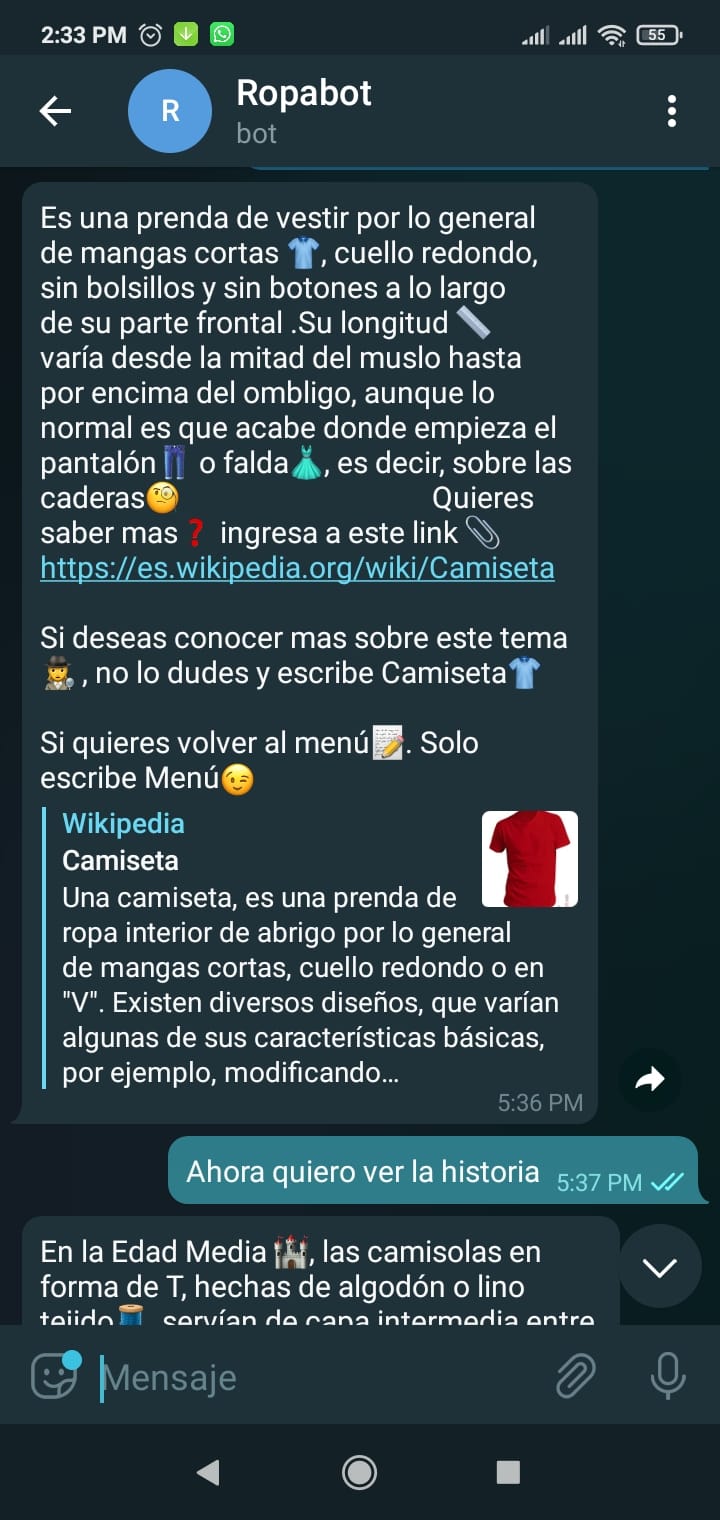 2:33 PM
55
R
Ropabot
bot
Es una prenda de vestir por lo general
de mangas cortas 👕, cuello redondo,
sin bolsillos y sin botones a lo largo
de su parte frontal .Su longitud 📏
varía desde la mitad del muslo hasta
por encima del ombligo, aunque lo
normal es que acabe donde empieza el
pantalón👖 o falda👗, es decir, sobre las
caderas🧐 Quieres
saber mas❓ ingresa a este link📎
https://es.wikipedia.org/wiki/Camiseta
Si deseas conocer mas sobre este tema
🕵️‍♀️, no lo dudes y escribe Camiseta👕
Si quieres volver al menú📝. Solo
escribe Menú😉
Wikipedia
Camiseta
Una camiseta, es una prenda de
ropa interior de abrigo por lo general
de mangas cortas, cuello redondo o en
"V". Existen diversos diseños, que varían
algunas de sus características básicas,
por ejemplo, modificando...
5:36 PM
Ahora quiero ver la historia 5:37 PM
En la Edad Media🏰, las camisolas en
forma de T, hechas de algodón o lino
tejido🧵, servían de capa intermedia entre
Mensaje